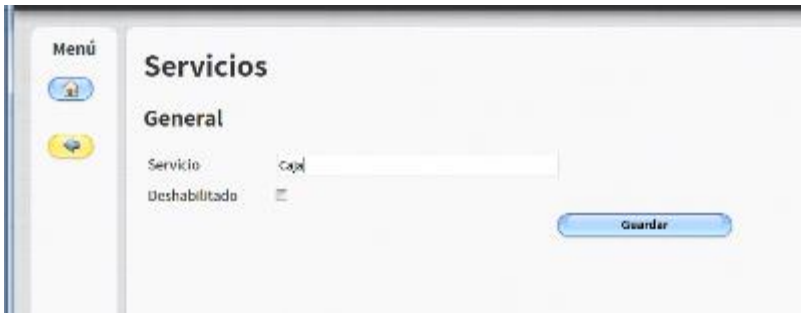 Menú
Servicios
General
Servicio Caja
Deshabilitado
Guardar